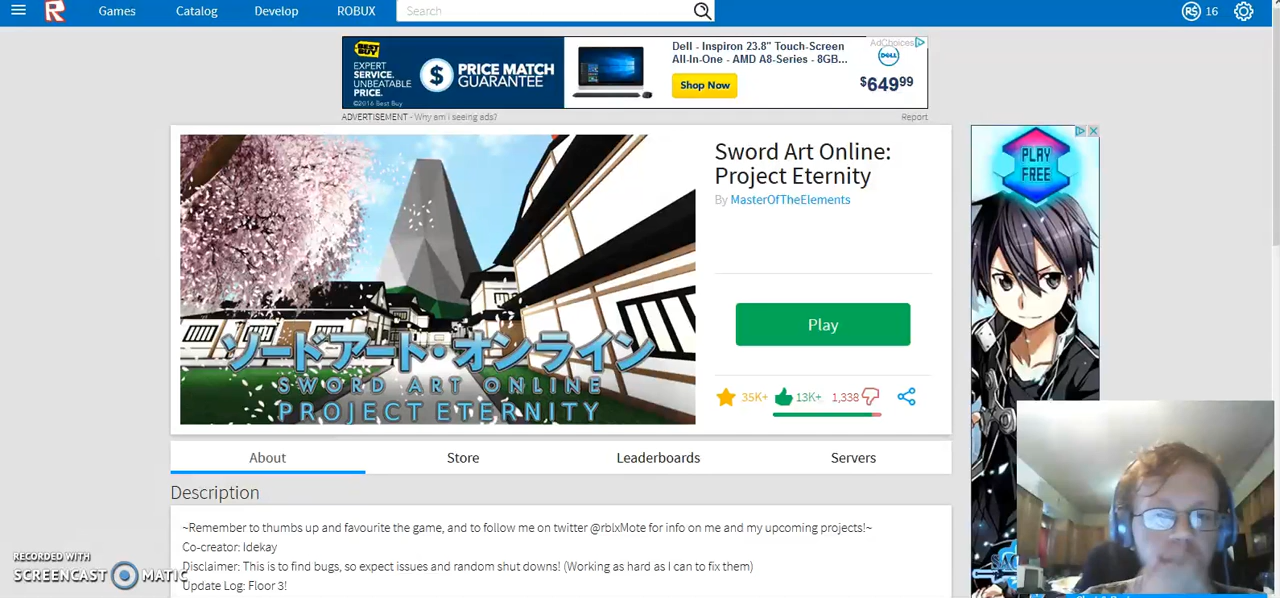 Games Catalog Develop ROBUX Search R$ 16
BEST BUY
EXPERT SERVICE. UNBEATABLE PRICE.
©2016 Best Buy
$ PRICE MATCH GUARANTEE
Dell - Inspiron 23.8" Touch-Screen
All-In-One - AMD A8-Series - 8GB...
Shop Now
AdChoices
DELL
$64999
ADVERTISEMENT - Why am i seeing ads?
Report
ソードアート・オンライン
SWORD ART ONLINE
PROJECT ETERNITY
Sword Art Online:
Project Eternity
By MasterOfTheElements
Play
35K+ 13K+ 1,338
PLAY
FREE
About Store Leaderboards Servers
Description
~Remember to thumbs up and favourite the game, and to follow me on twitter @rblxMote for info on me and my upcoming projects!~
Co-creator: Idekay
Disclaimer: This is to find bugs, so expect issues and random shut downs! (Working as hard as I can to fix them)
Update Log: Floor 3!
RECORDED WITH
SCREENCAST MATIC